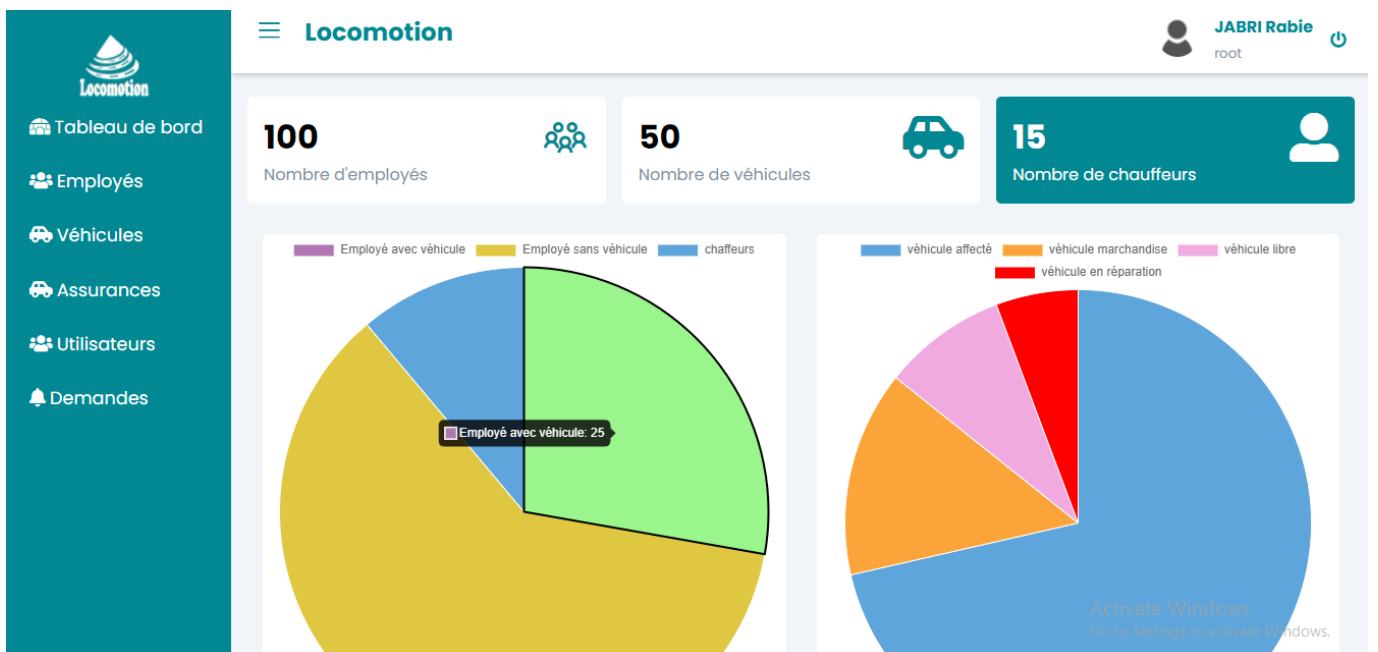 Locomotion
Tableau de bord
Employés
Véhicules
Assurances
Utilisateurs
Demandes
Locomotion
JABRI Rabie
root
100
Nombre d'employés
50
Nombre de véhicules
15
Nombre de chauffeurs
Employé avec véhicule Employé sans véhicule chaffeurs
Employé avec véhicule: 25
véhicule affecté véhicule marchandise véhicule libre
véhicule en réparation
Activate Windows
Go to Settings to activate Windows.